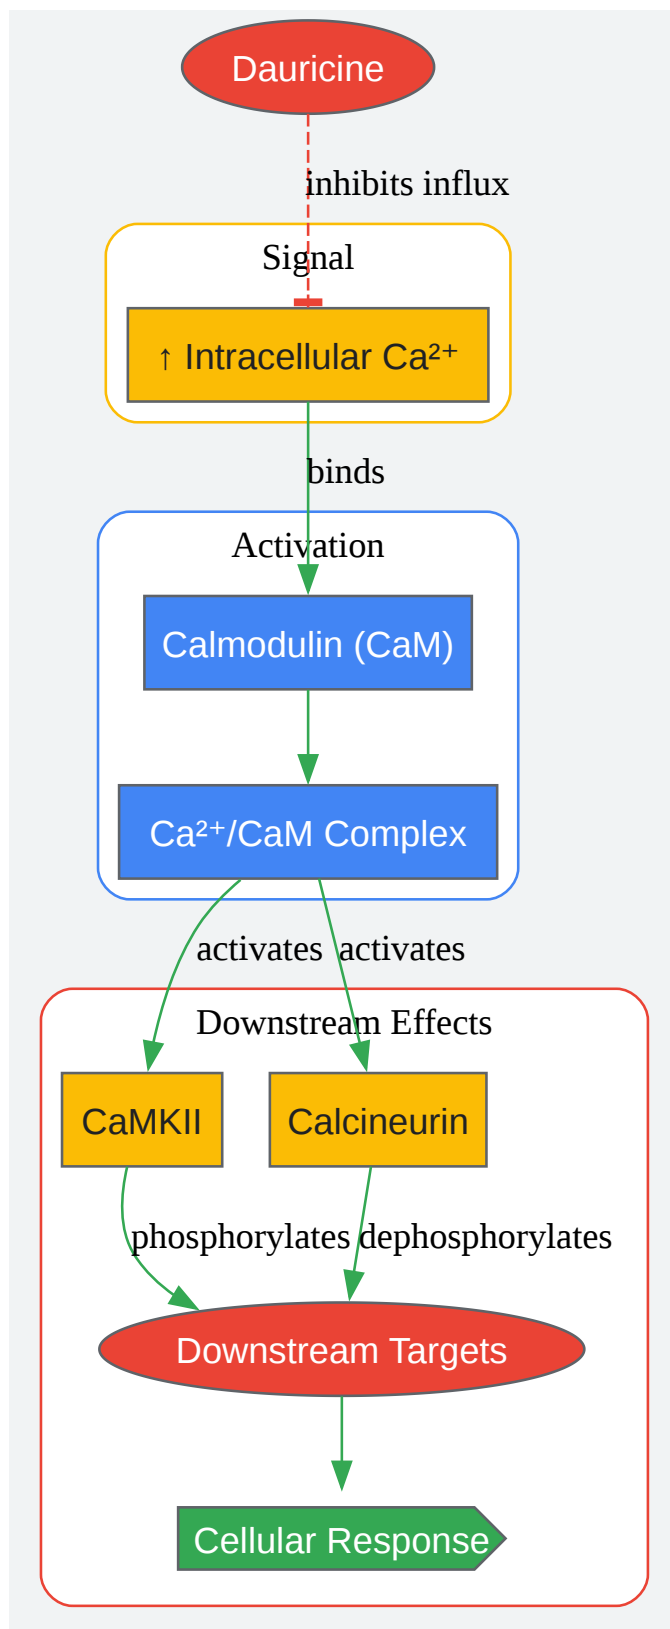 Dauricine
inhibits influx
Signal
↑ Intracellular Ca²⁺
binds
Activation
Calmodulin (CaM)
Ca²⁺/CaM Complex
activates activates
Downstream Effects
CaMKII Calcineurin
phosphorylates dephosphorylates
Downstream Targets
Cellular Response